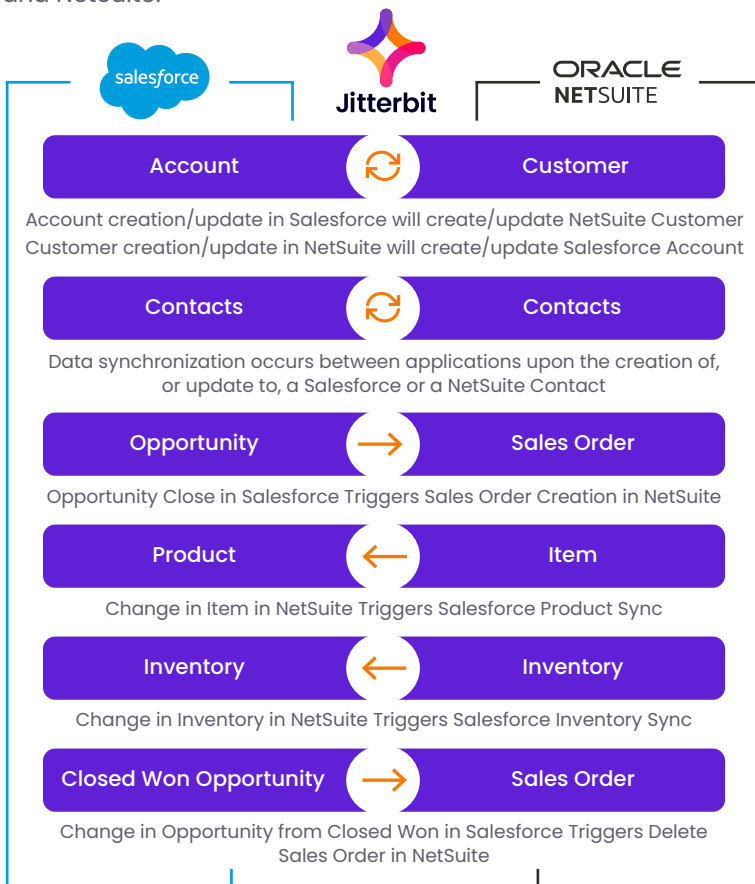 and NetSuite.
salesforce
Jitterbit
ORACLE
NETSUITE
Account
Customer
Account creation/update in Salesforce will create/update NetSuite Customer
Customer creation/update in NetSuite will create/update Salesforce Account
Contacts
Contacts
Data synchronization occurs between applications upon the creation of,
or update to, a Salesforce or a NetSuite Contact
Opportunity
Sales Order
Opportunity Close in Salesforce Triggers Sales Order Creation in NetSuite
Product
Item
Change in Item in NetSuite Triggers Salesforce Product Sync
Inventory
Inventory
Change in Inventory in NetSuite Triggers Salesforce Inventory Sync
Closed Won Opportunity
Sales Order
Change in Opportunity from Closed Won in Salesforce Triggers Delete
Sales Order in NetSuite